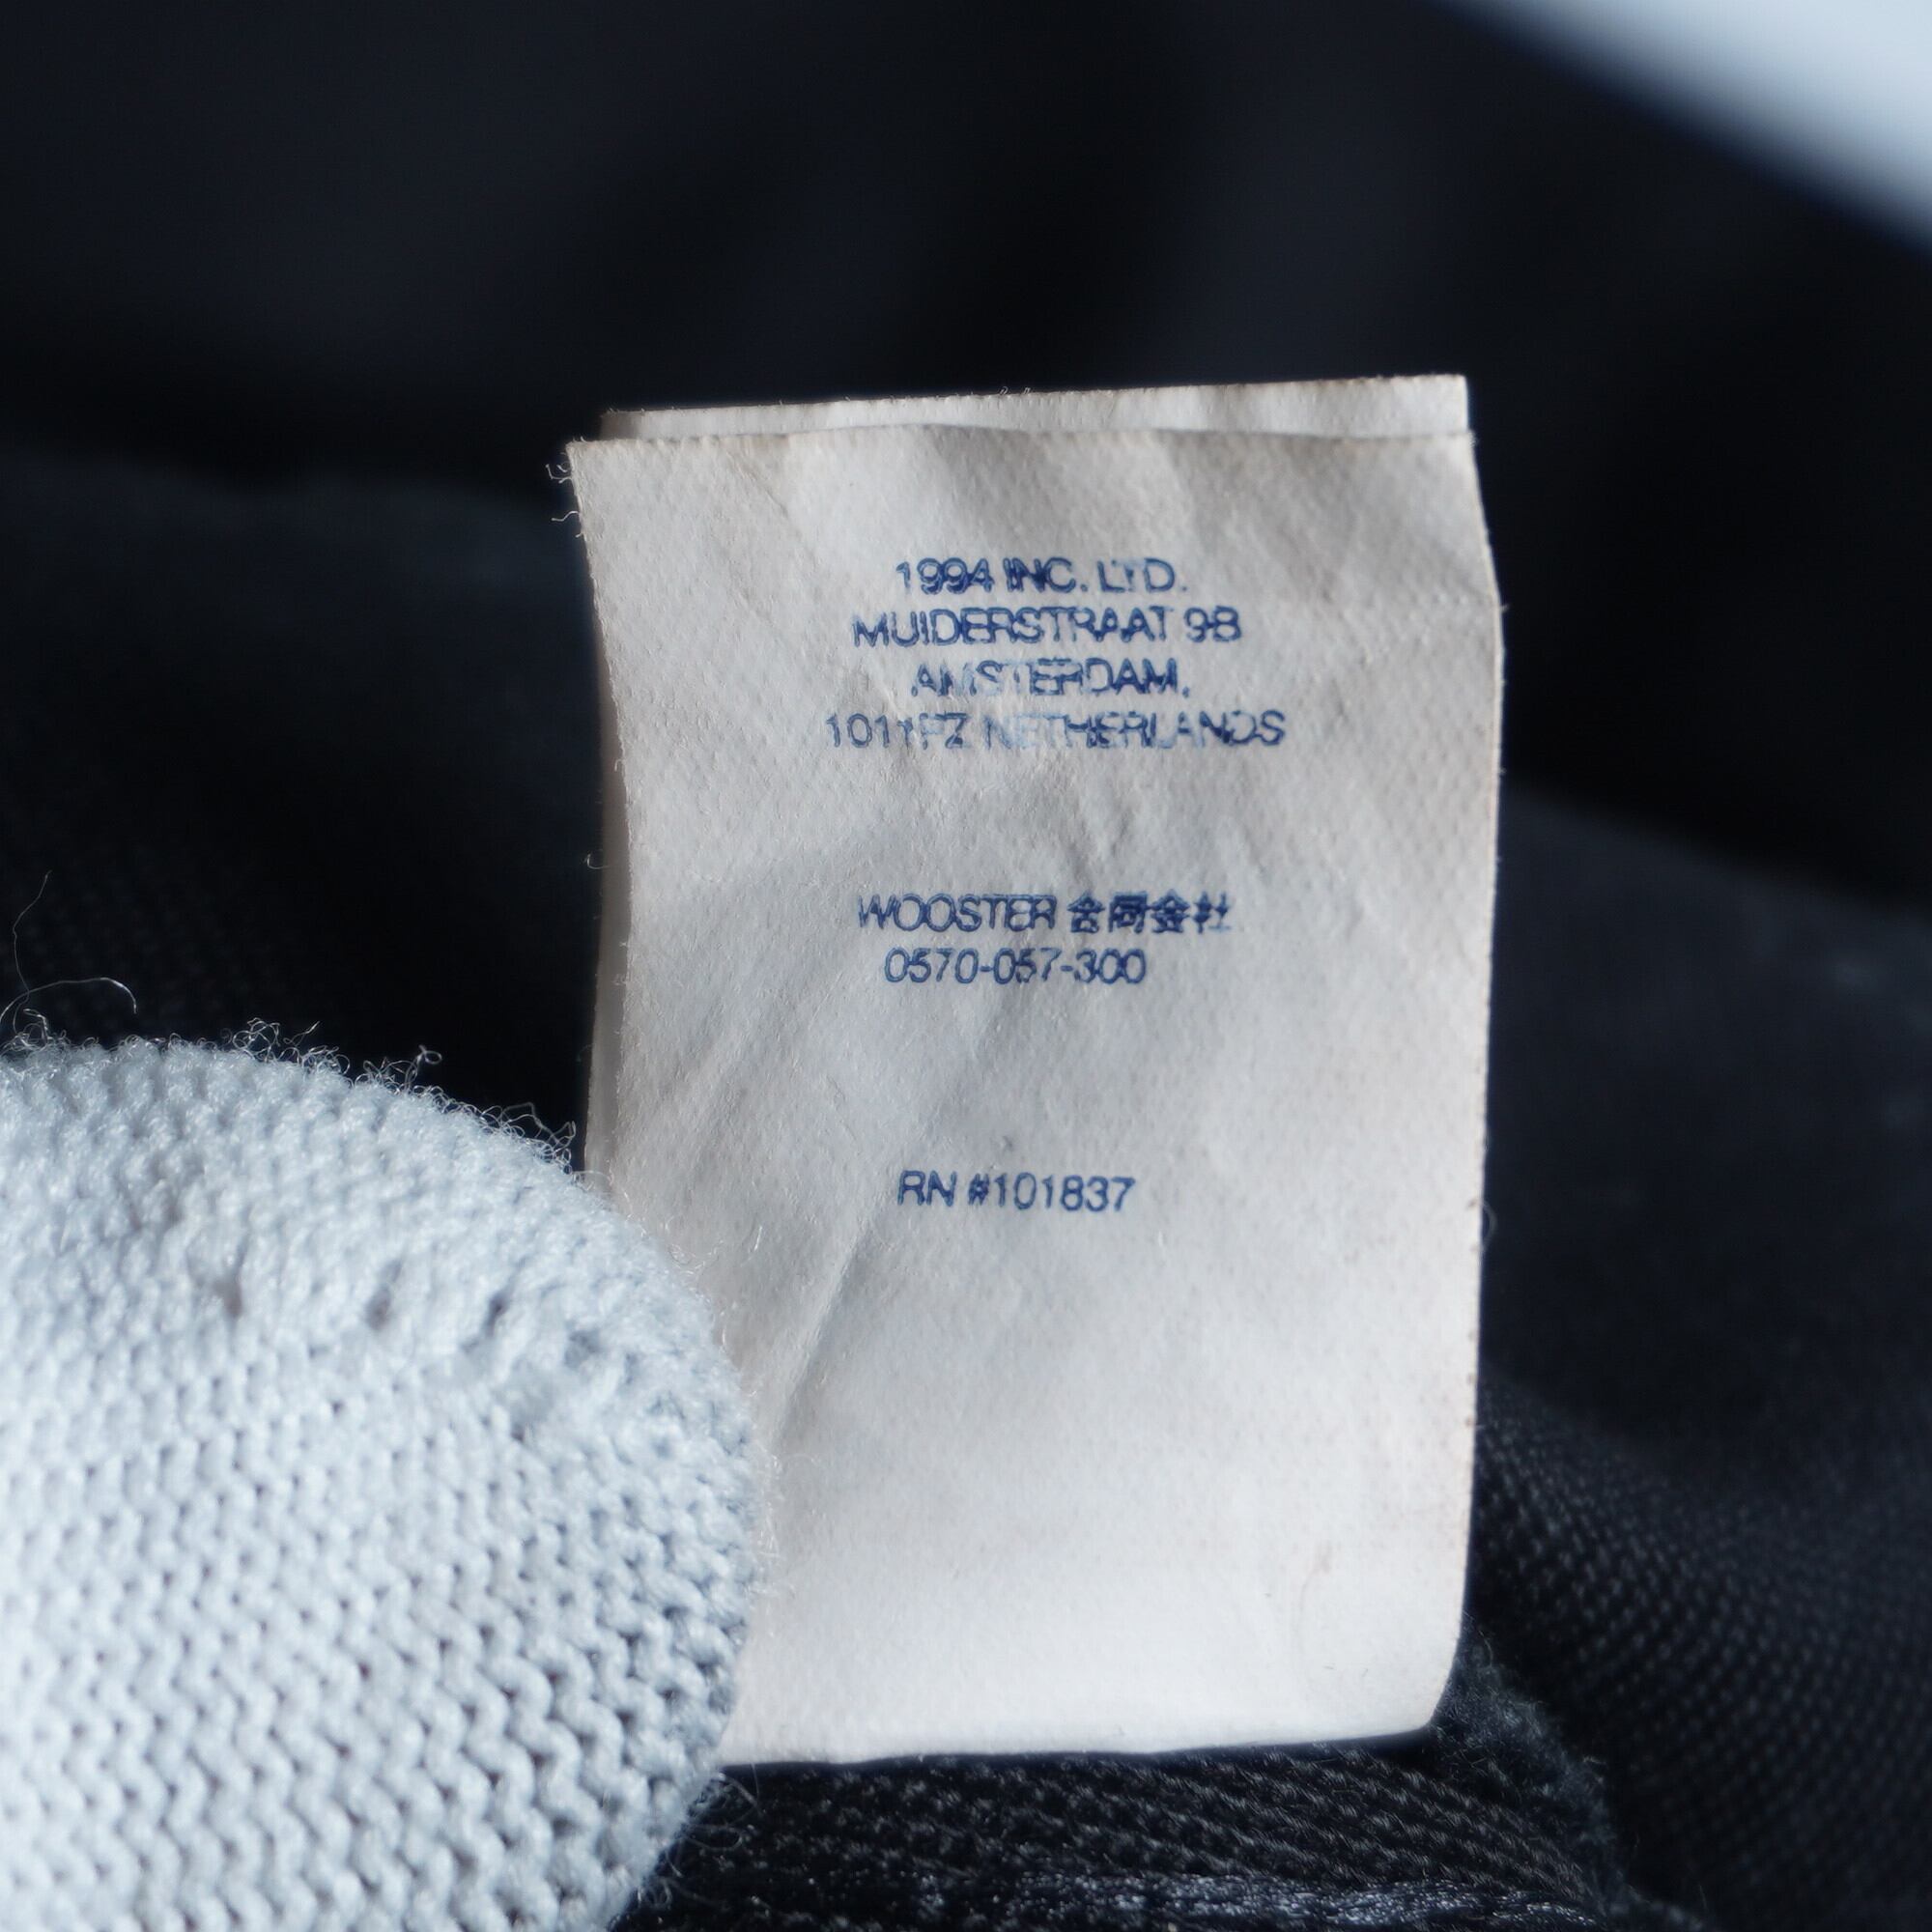 1994 INC. LTD.
MUIDERSTRAAT 9B
AMSTERDAM,
1011PZ NETHERLANDS
WOOSTER 合同会社
0570-057-300
RN #101837